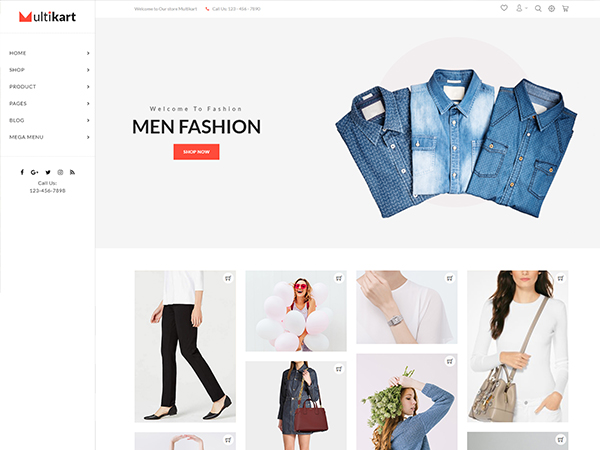 Multikart
Welcome to Our store Multikart
Call Us: 123 - 456 - 7890
HOME
SHOP
PRODUCT
PAGES
BLOG
MEGA MENU
Call Us:
123-456-7898
Welcome To Fashion
MEN FASHION
SHOP NOW